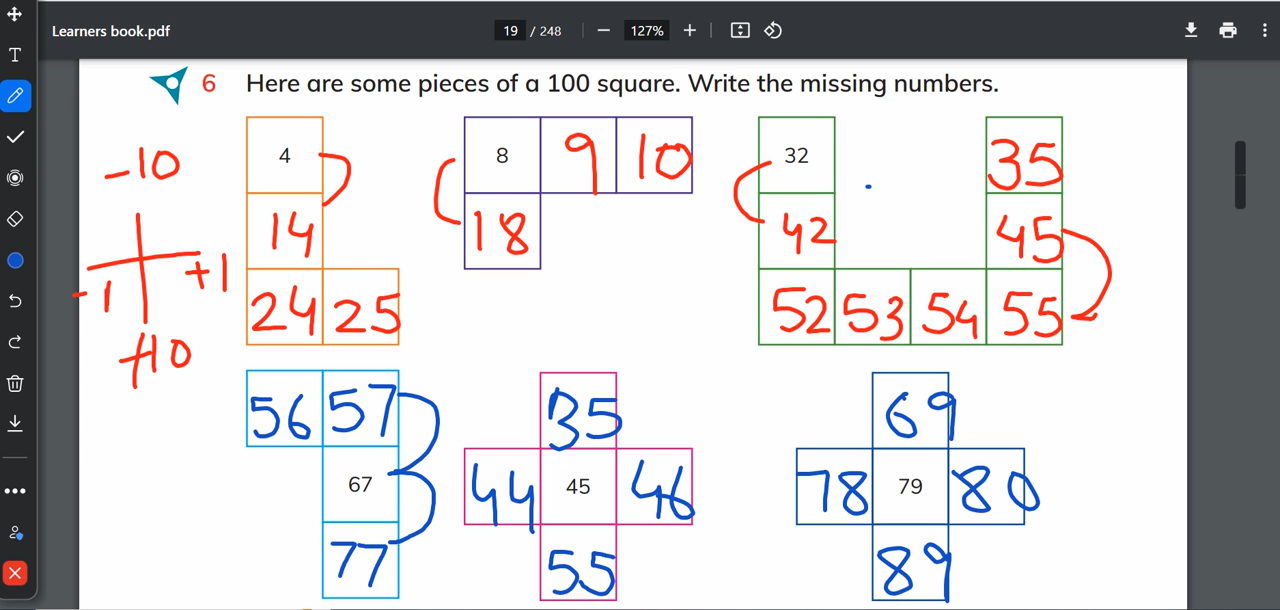 Learners book.pdf
19 / 248
127%
T
6 Here are some pieces of a 100 square. Write the missing numbers.
-10
-1 +1
+10
4
14
24 25
8 9 10
18
32 35
42 45
52 53 54 55
56 57
67
77
35
44 45 46
55
69
78 79 80
89